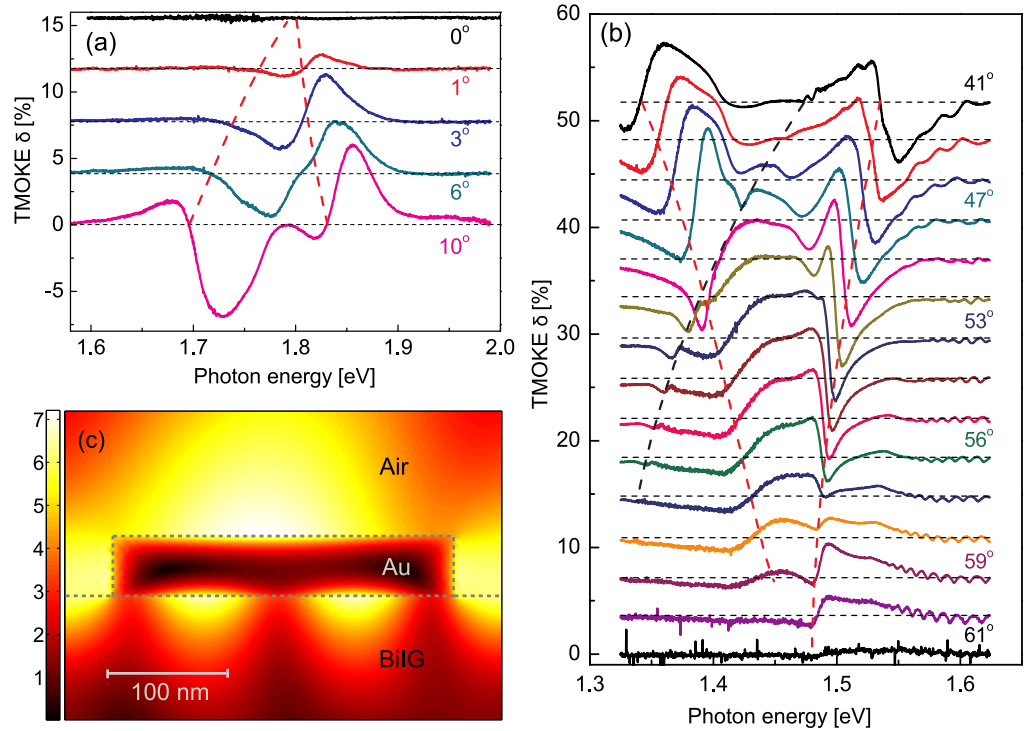 (a)
TMOKE δ [%]
15
10
5
0
-5
0°
1°
3°
6°
10°
1.6 1.7 1.8 1.9 2.0
Photon energy [eV]
(b)
TMOKE δ [%]
60
50
40
30
20
10
0
41°
47°
53°
56°
59°
61°
1.3 1.4 1.5 1.6
Photon energy [eV]
(c)
7
6
5
4
3
2
1
Air
Au
BiIG
100 nm